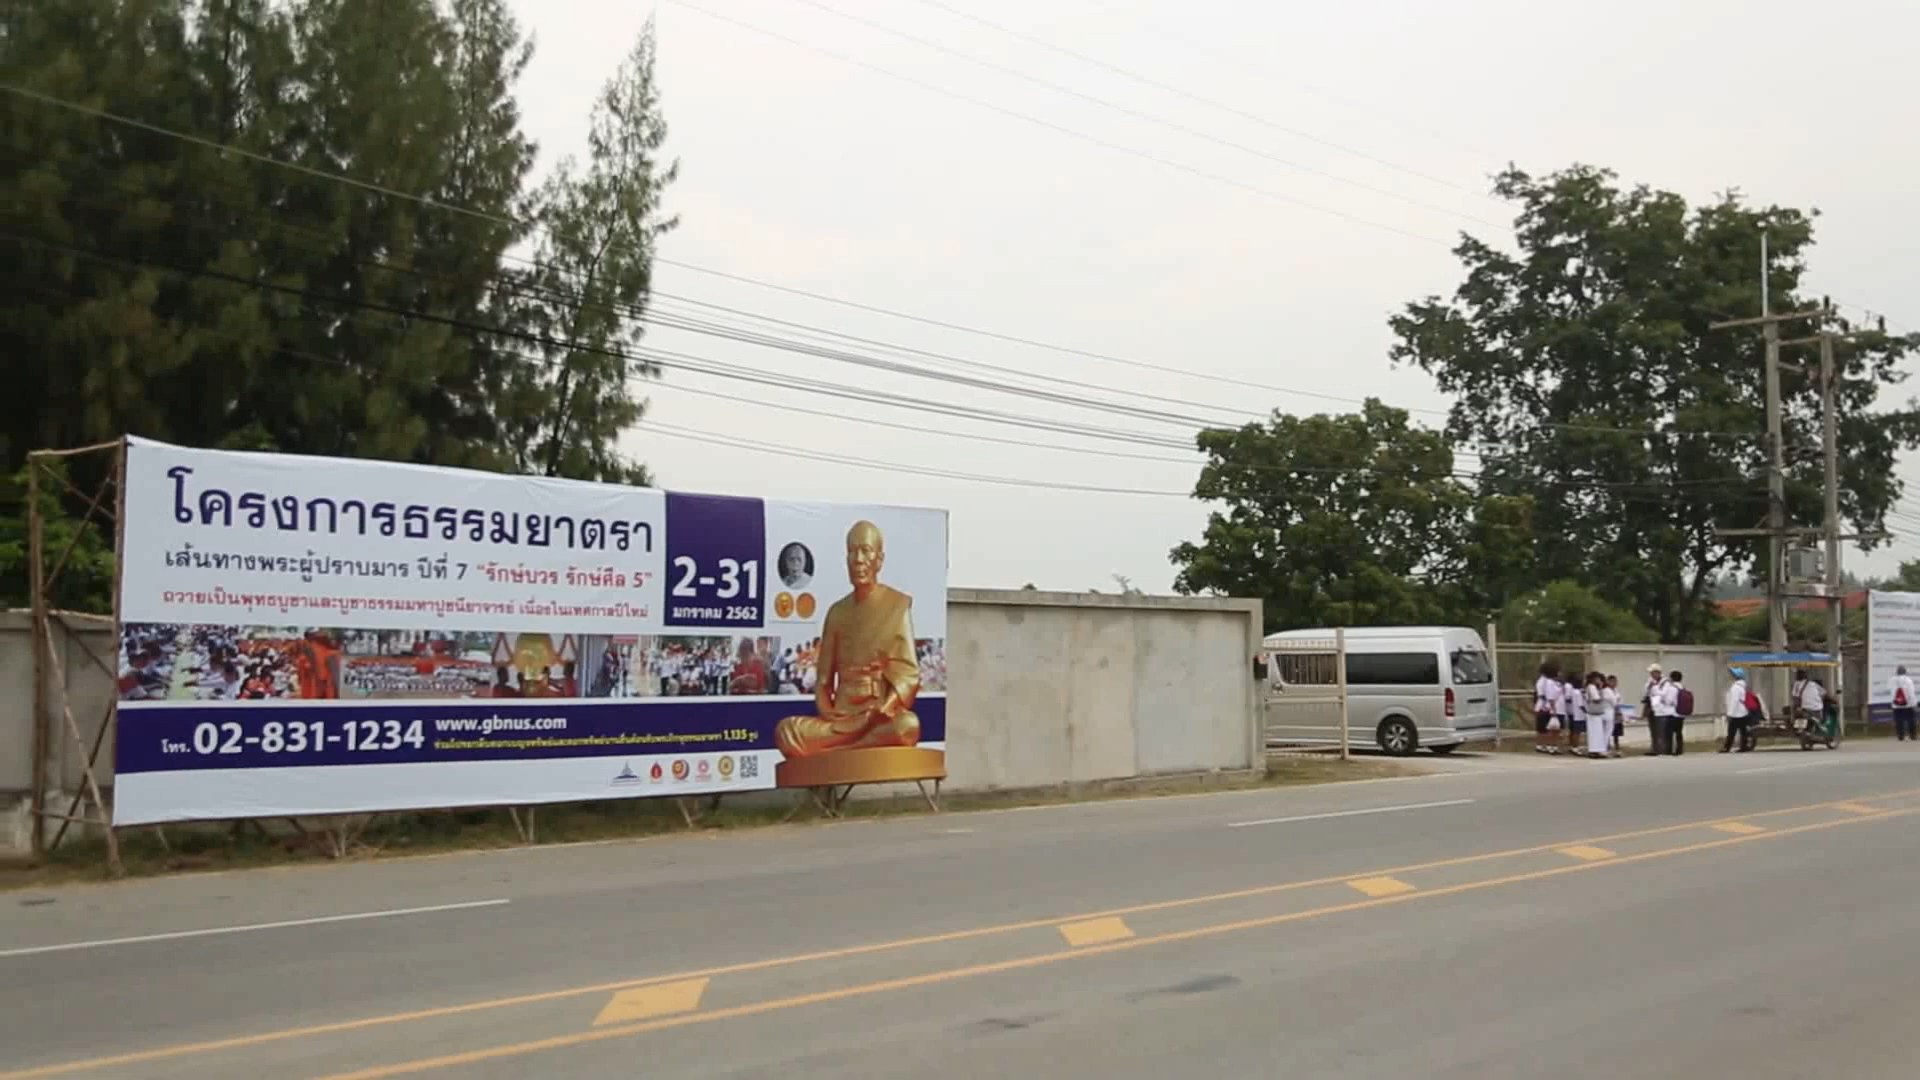 โครงการธรรมยาตรา
เส้นทางพระผู้ปราบมาร ปีที่ 7 "รักษ์บวร รักษ์ศีล 5"
ถวายเป็นพุทธบูชาและบูชาธรรมมหาปูชนียาจารย์ เนื่องในเทศกาลปีใหม่
2-31
มกราคม 2562
โทร. 02-831-1234
www.gbnus.com
1,135 รูป